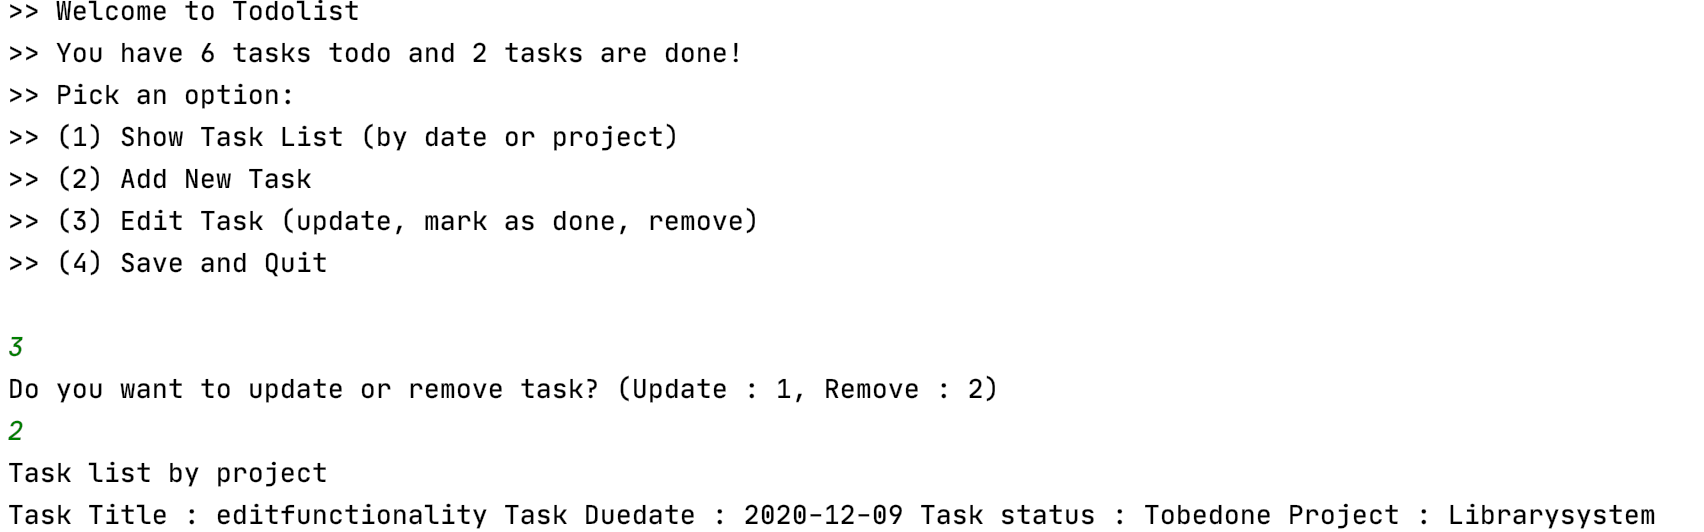 >> Welcome to Todolist
>> You have 6 tasks todo and 2 tasks are done!
>> Pick an option:
>> (1) Show Task List (by date or project)
>> (2) Add New Task
>> (3) Edit Task (update, mark as done, remove)
>> (4) Save and Quit
3
Do you want to update or remove task? (Update : 1, Remove : 2)
2
Task list by project
Task Title : editfunctionality Task Duedate : 2020-12-09 Task status : Tobedone Project : Librarysystem